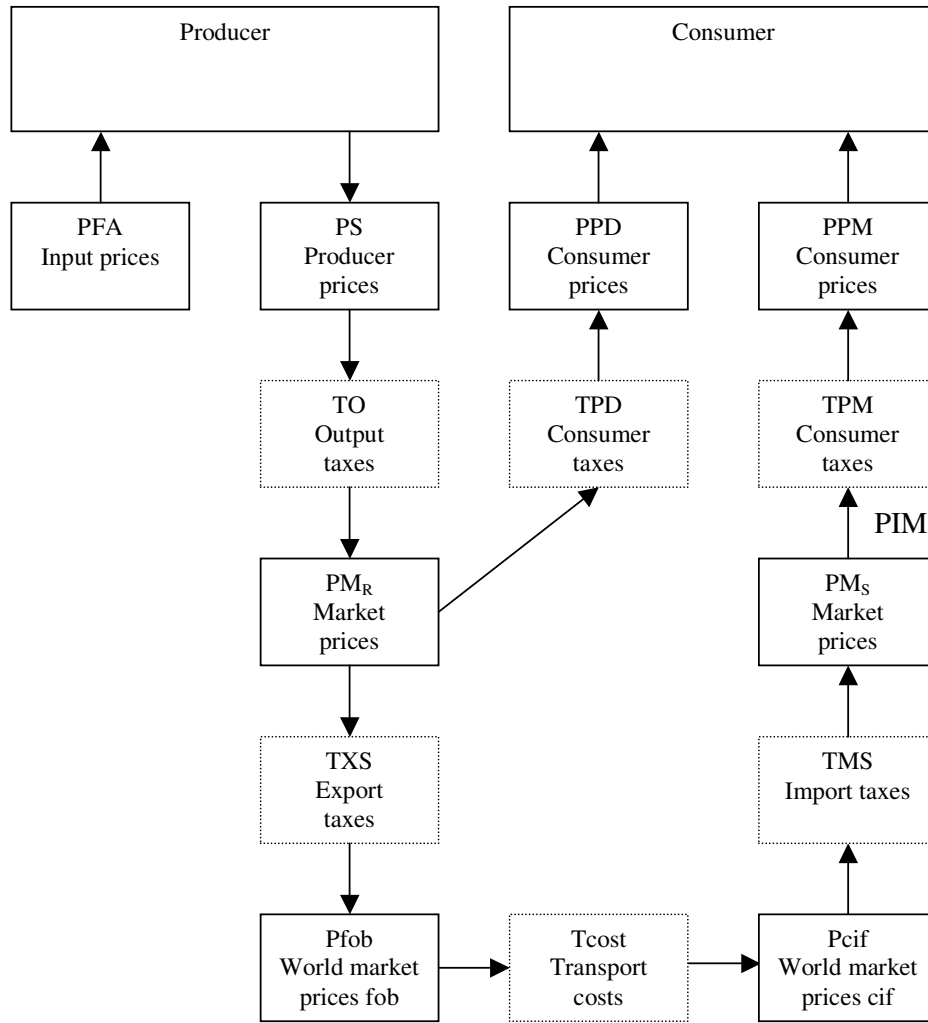 Producer
Consumer
PFA
Input prices
PS
Producer
prices
PPD
Consumer
prices
PPM
Consumer
prices
TO
Output
taxes
TPD
Consumer
taxes
TPM
Consumer
taxes
PIM
PMR
Market
prices
PMS
Market
prices
TXS
Export
taxes
TMS
Import taxes
Pfob
World market
prices fob
Tcost
Transport
costs
Pcif
World market
prices cif